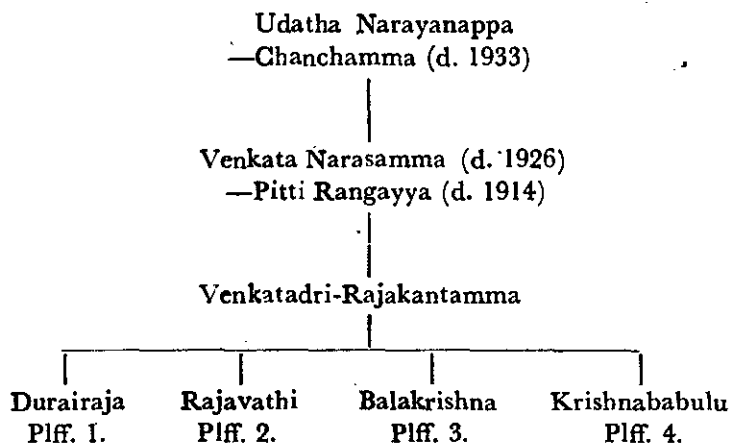 Udatha Narayanappa
—Chanchamma (d. 1933)
Venkata Narasamma (d. 1926)
—Pitti Rangayya (d. 1914)
Venkatadri-Rajakantamma
Durairaja Rajavathi Balakrishna Krishnababulu
Plff. 1. Plff. 2. Plff. 3. Plff. 4.